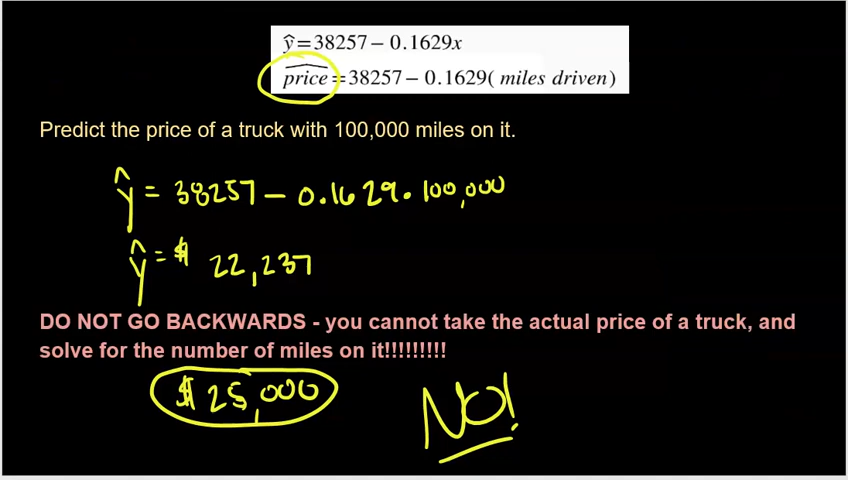 ŷ=38257−0.1629x
price^=38257−0.1629( miles driven)
Predict the price of a truck with 100,000 miles on it.
ŷ = 38257 − 0.1629 · 100,000
ŷ = $ 22,237
DO NOT GO BACKWARDS - you cannot take the actual price of a truck, and
solve for the number of miles on it!!!!!!!!!
$25,000
NO!